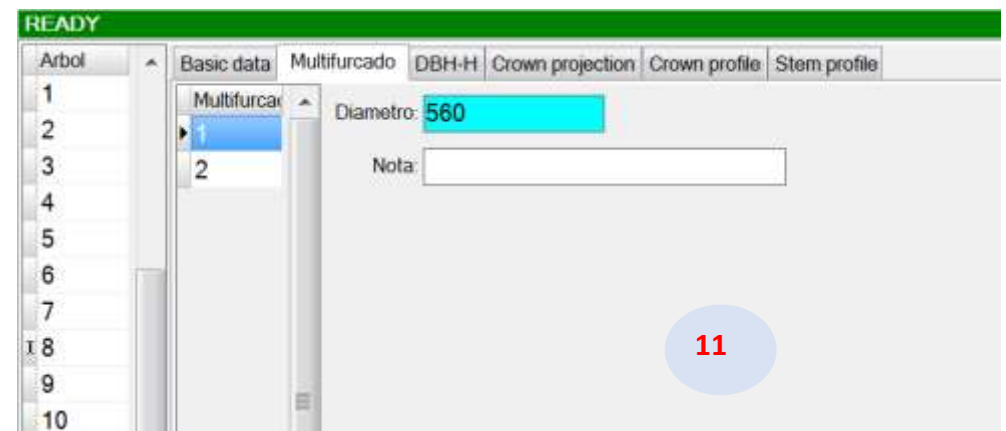 READY
Arbol
1
2
3
4
5
6
7
8
9
10
Basic data Multifurcado DBH-H Crown projection Crown profile Stem profile
Multifurca
1
2
Diametro: 560
Nota:
11